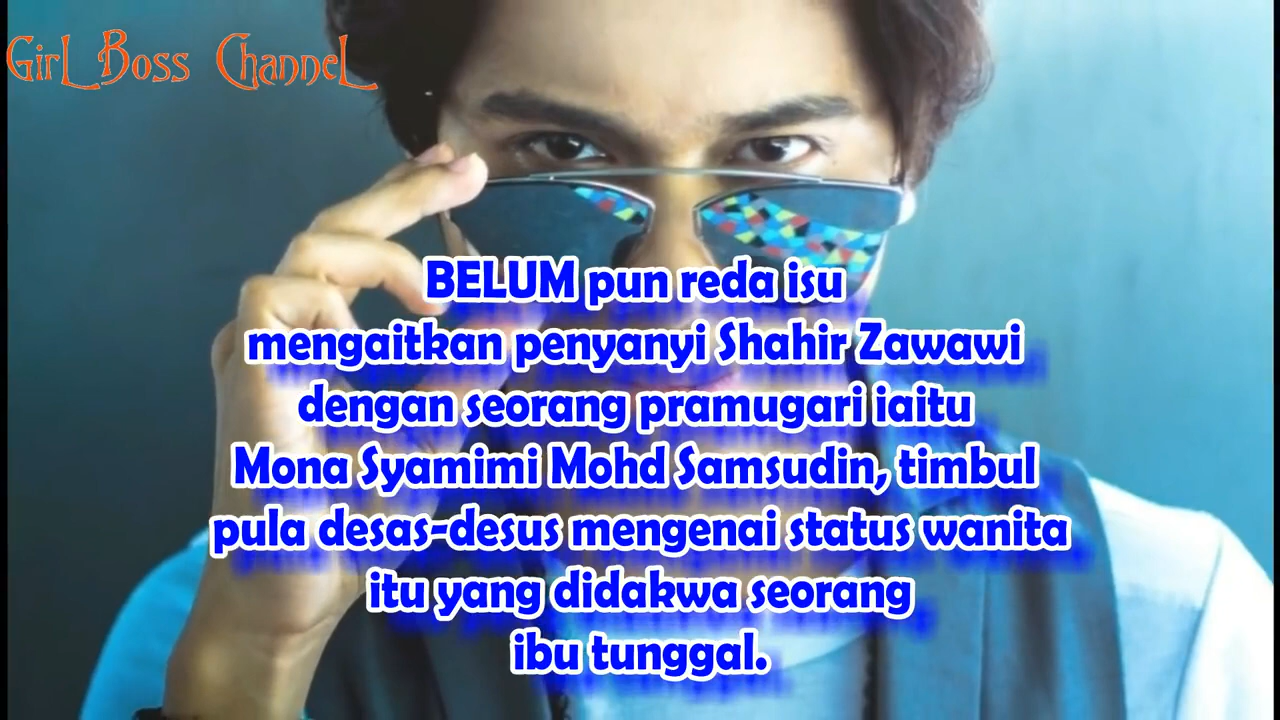 GirL Boss ChanneL
BELUM pun reda isu
mengaitkan penyanyi Shahir Zawawi
dengan seorang pramugari iaitu
Mona Syamimi Mohd Samsudin, timbul
pula desas-desus mengenai status wanita
itu yang didakwa seorang
ibu tunggal.